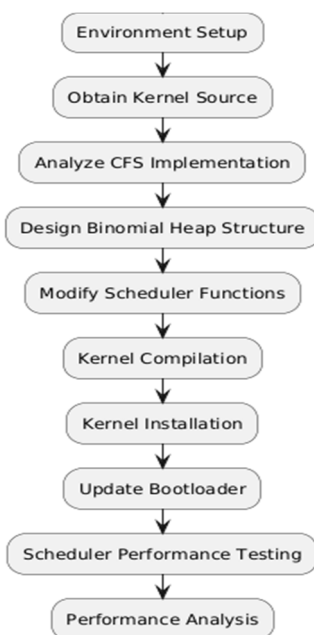 Environment Setup
Obtain Kernel Source
Analyze CFS Implementation
Design Binomial Heap Structure
Modify Scheduler Functions
Kernel Compilation
Kernel Installation
Update Bootloader
Scheduler Performance Testing
Performance Analysis